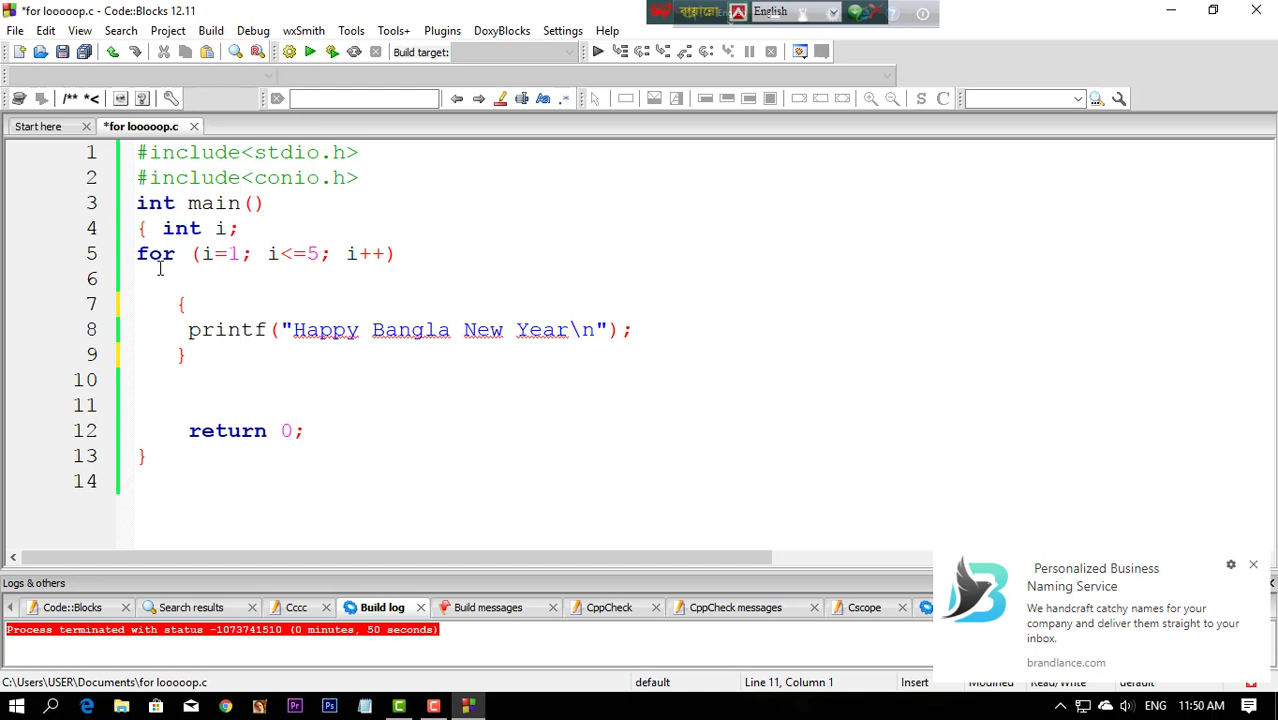 *for looooop.c - Code::Blocks 12.11
English
File Edit View Search Project Build Debug wxSmith Tools Tools+ Plugins DoxyBlocks Settings Help
Build target:
/** *<
S C
Start here
*for looooop.c
1 #include<stdio.h>
2 #include<conio.h>
3 int main()
4 { int i;
5 for (i=1; i<=5; i++)
6
7 {
8 printf("Happy Bangla New Year\n");
9 }
10
11
12 return 0;
13 }
14
Personalized Business
Naming Service
We handcraft catchy names for your
company and deliver them straight to your
inbox.
brandlance.com
Logs & others
Code::Blocks Search results Cccc Build log Build messages CppCheck CppCheck messages Cscope
Process terminated with status -1073741510 (0 minutes, 50 seconds)
C:\Users\USER\Documents\for looooop.c default Line 11, Column 1 Insert Modified Read/Write default
ENG 11:50 AM